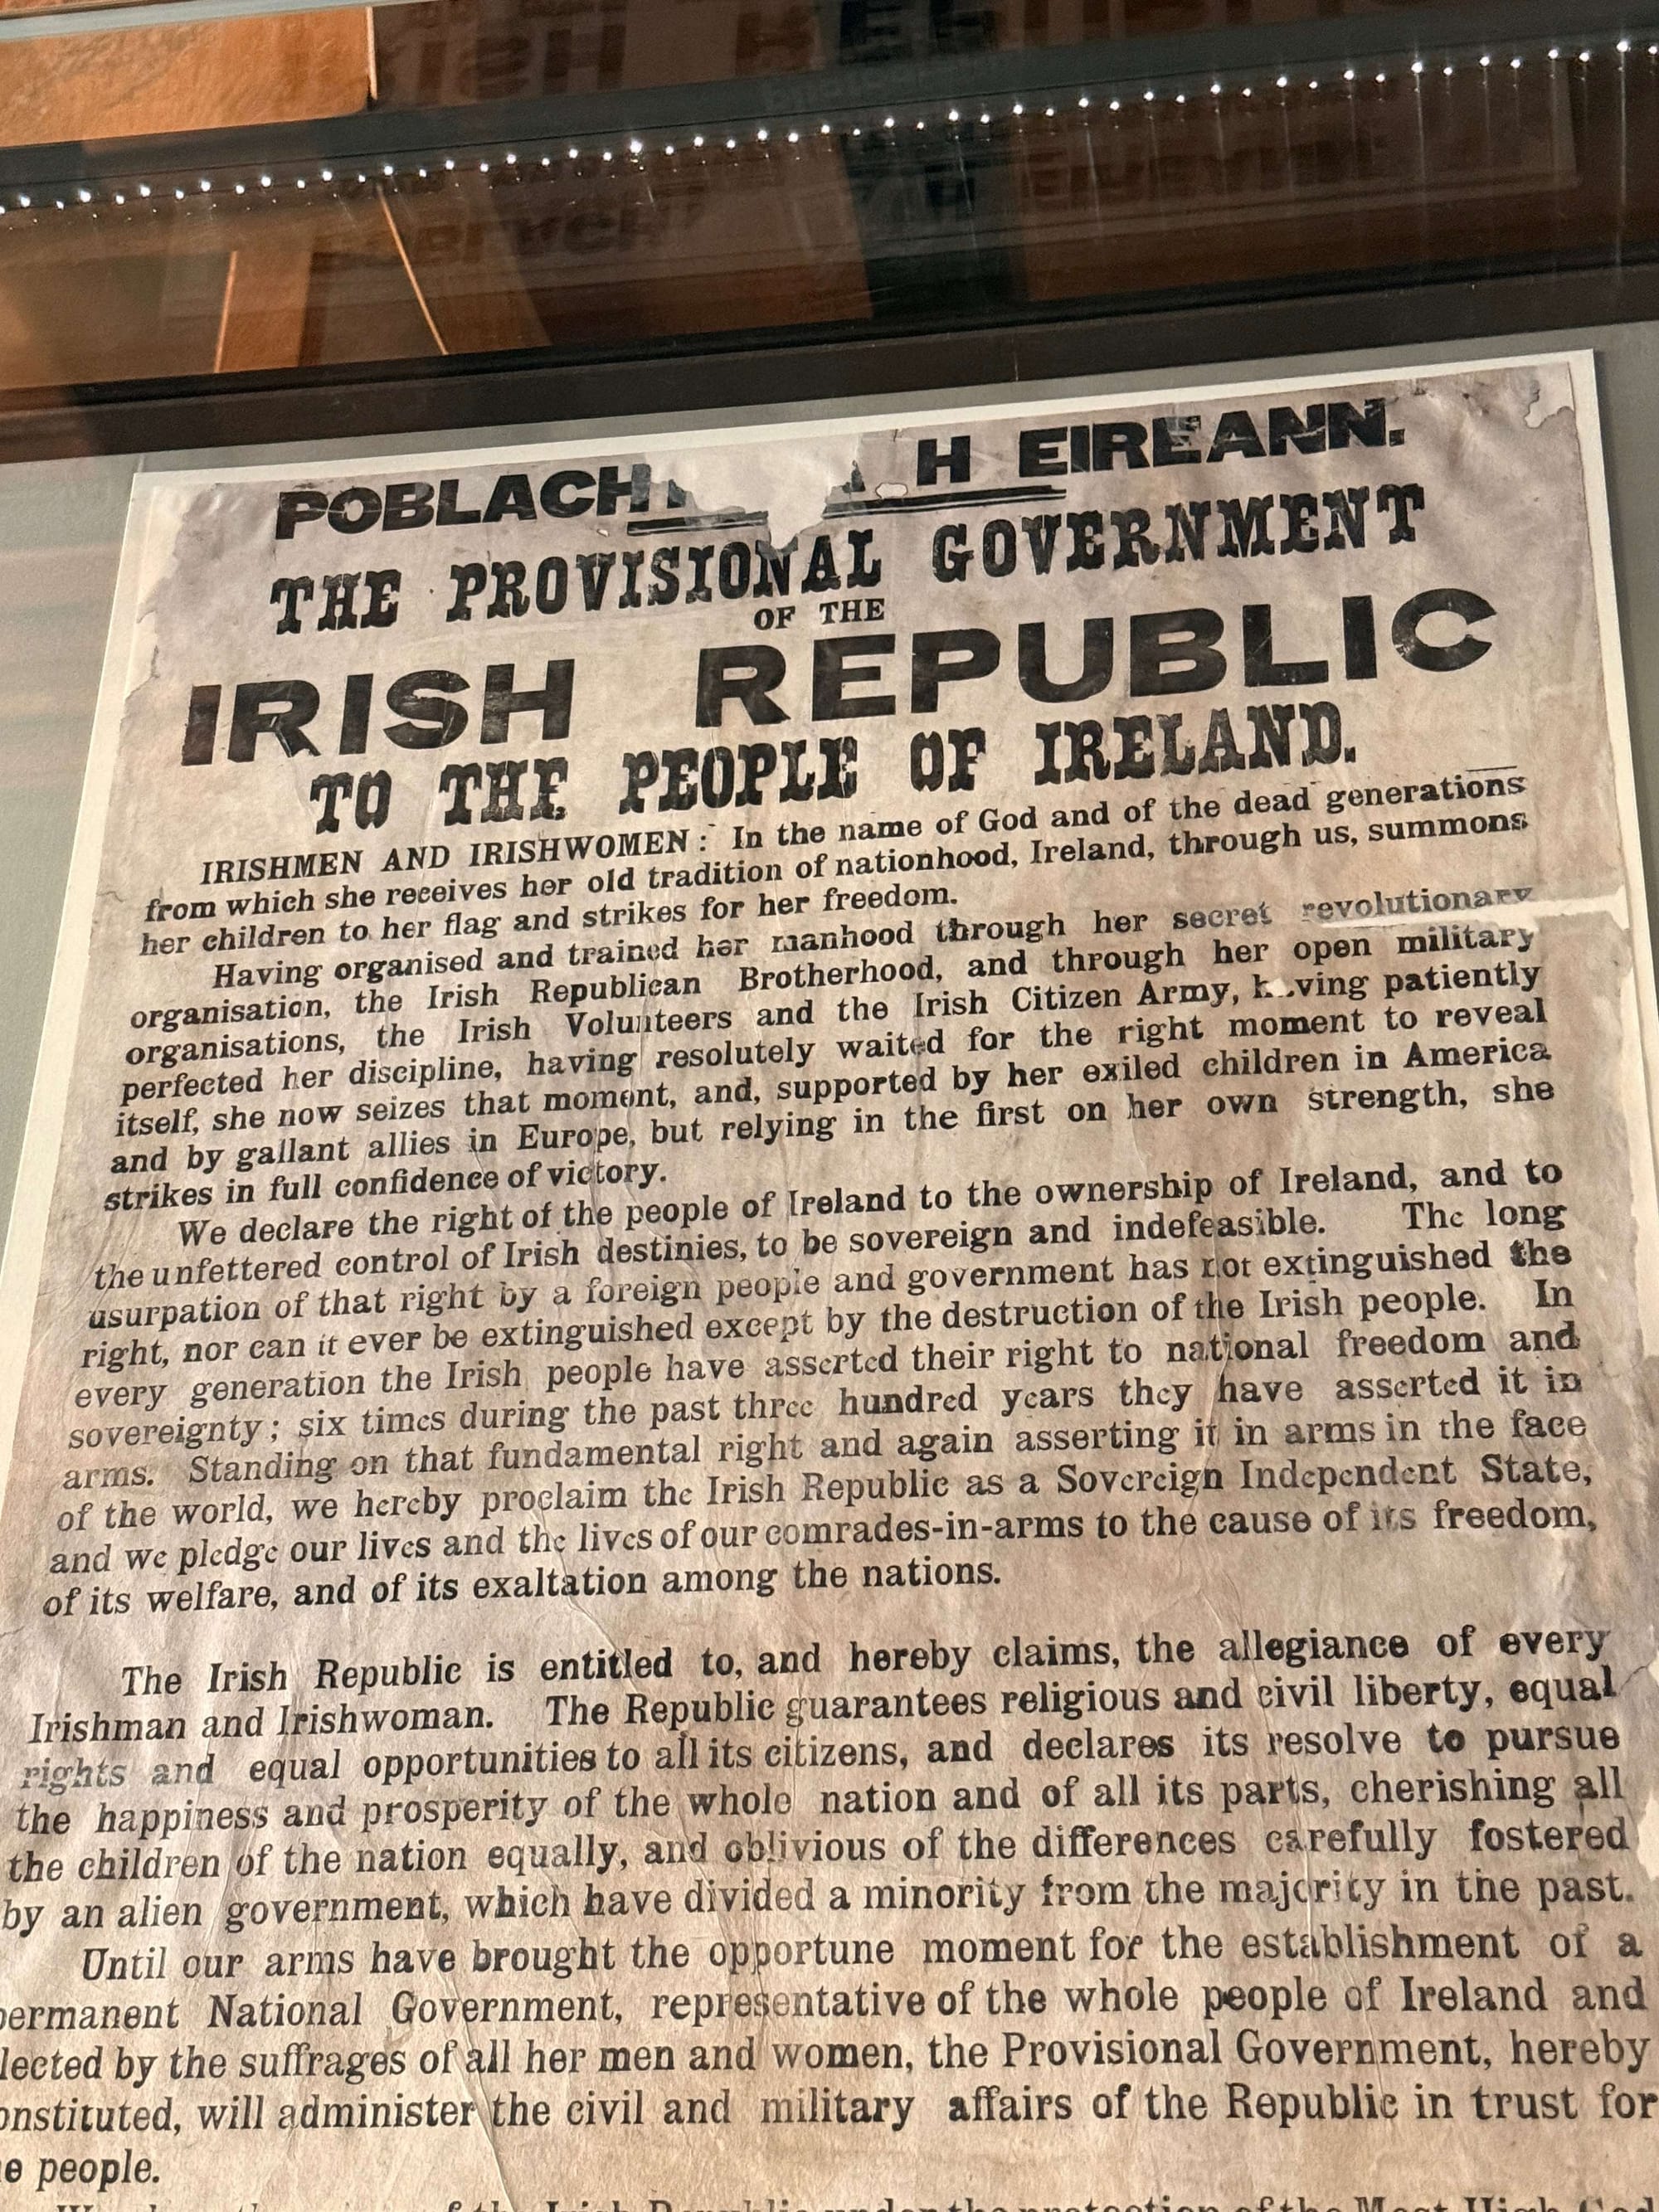 POBLACH H EIREANN.
THE PROVISIONAL GOVERNMENT
OF THE
IRISH REPUBLIC
TO THE PEOPLE OF IRELAND.
IRISHMEN AND IRISHWOMEN: In the name of God and of the dead generations
from which she receives her old tradition of nationhood, Ireland, through us, summons
her children to her flag and strikes for her freedom.
Having organised and trained her manhood through her secret revolutionary
organisation, the Irish Republican Brotherhood, and through her open military
organisations, the Irish Volunteers and the Irish Citizen Army, having patiently
perfected her discipline, having resolutely waited for the right moment to reveal
itself, she now seizes that moment, and, supported by her exiled children in America
and by gallant allies in Europe, but relying in the first on her own strength, she
strikes in full confidence of victory.
We declare the right of the people of Ireland to the ownership of Ireland, and to
the unfettered control of Irish destinies, to be sovereign and indefeasible. The long
usurpation of that right by a foreign people and government has not extinguished the
right, nor can it ever be extinguished except by the destruction of the Irish people. In
every generation the Irish people have asserted their right to national freedom and
sovereignty; six times during the past three hundred years they have asserted it in
arms. Standing on that fundamental right and again asserting it in arms in the face
of the world, we hereby proclaim the Irish Republic as a Sovereign Independent State,
and we pledge our lives and the lives of our comrades-in-arms to the cause of its freedom,
of its welfare, and of its exaltation among the nations.
The Irish Republic is entitled to, and hereby claims, the allegiance of every
Irishman and Irishwoman. The Republic guarantees religious and civil liberty, equal
rights and equal opportunities to all its citizens, and declares its resolve to pursue
the happiness and prosperity of the whole nation and of all its parts, cherishing all
the children of the nation equally, and oblivious of the differences carefully fostered
by an alien government, which have divided a minority from the majority in the past.
Until our arms have brought the opportune moment for the establishment of a
permanent National Government, representative of the whole people of Ireland and
lected by the suffrages of all her men and women, the Provisional Government, hereby
onstituted, will administer the civil and military affairs of the Republic in trust for
e people.
of the Irish Republic under the protection of the Most High God